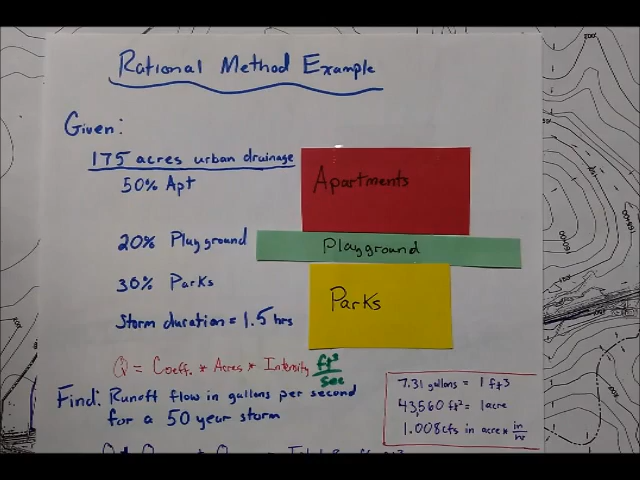 Rational Method Example
Given:
175 acres urban drainage
50% Apt
Apartments
20% Playground
Playground
30% Parks
Parks
Storm duration = 1.5 hrs
Q = Coeff. * Acres * Intensity ft³/sec
Find: Runoff flow in gallons per second
for a 50 year storm
7.31 gallons = 1 ft3
43,560 ft² = 1 acre
1.008 cfs in acre * in/hr